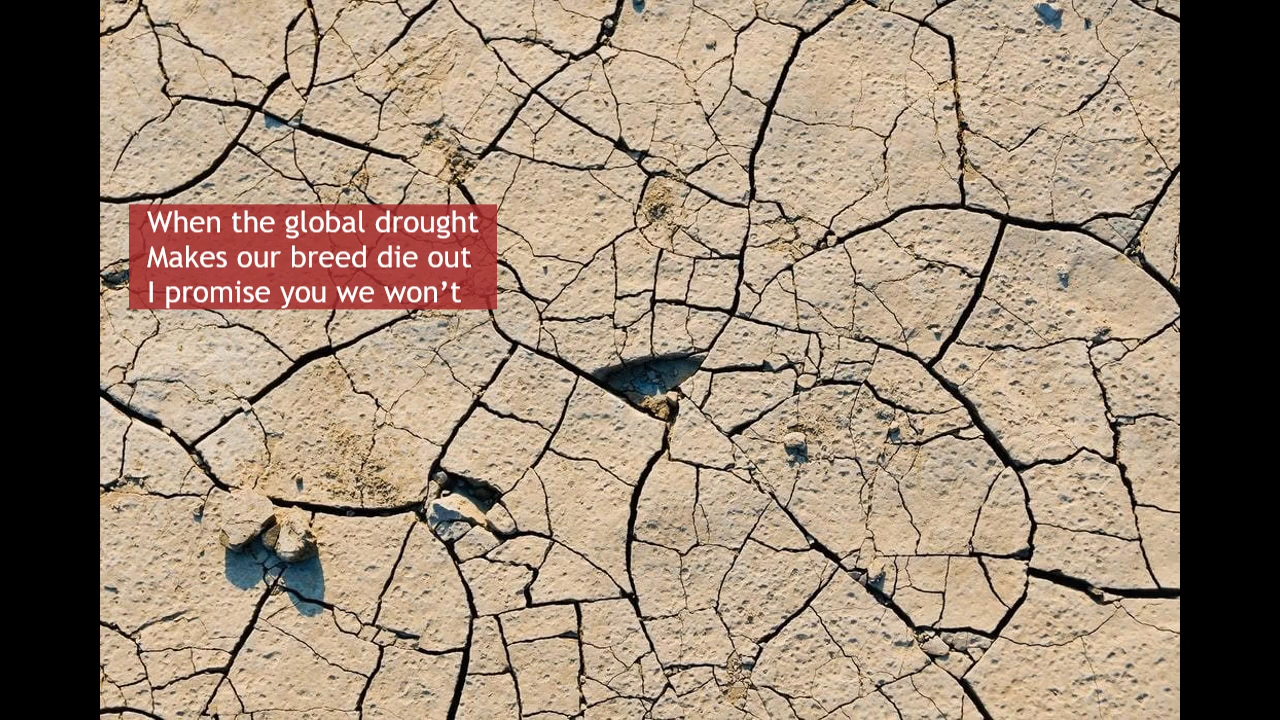 When the global drought
Makes our breed die out
I promise you we won’t